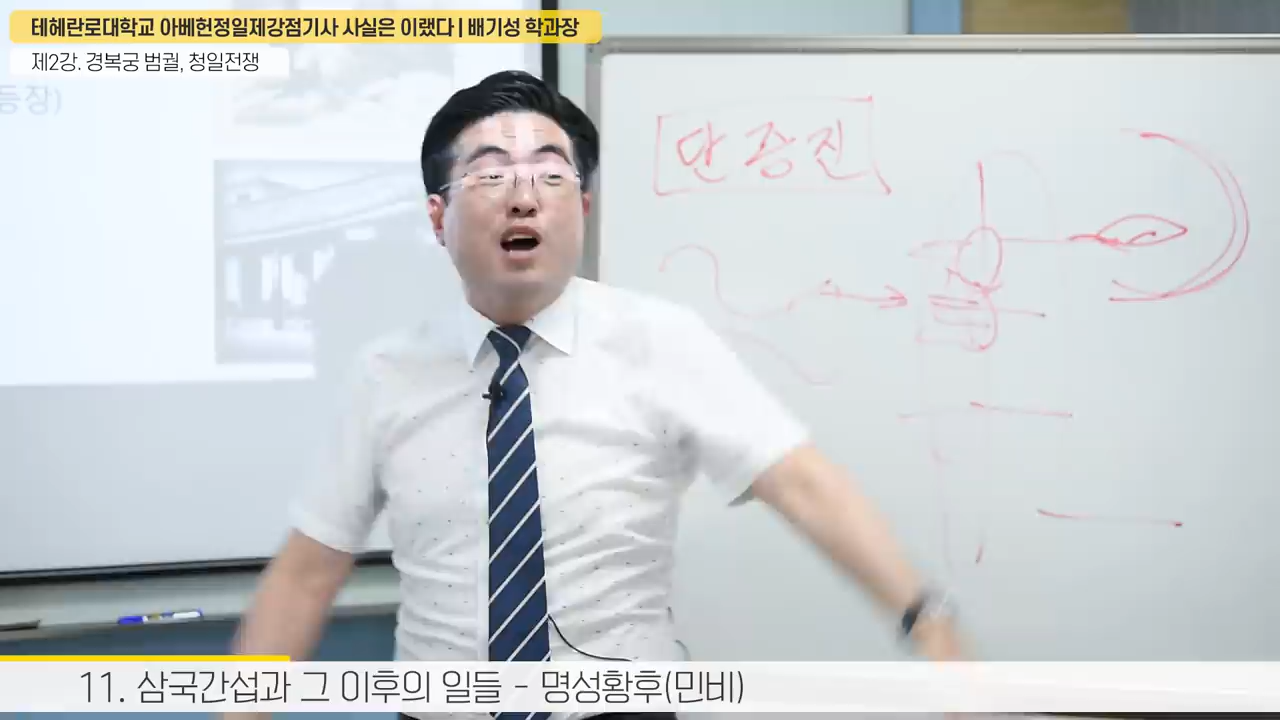 테헤란로대학교 아베헌정일제강점기사 사실은 이랬다 | 배기성 학과장
제2강. 경복궁 범궐, 청일전쟁
등장)
단증진
11. 삼국간섭과 그 이후의 일들 - 명성황후(민비)